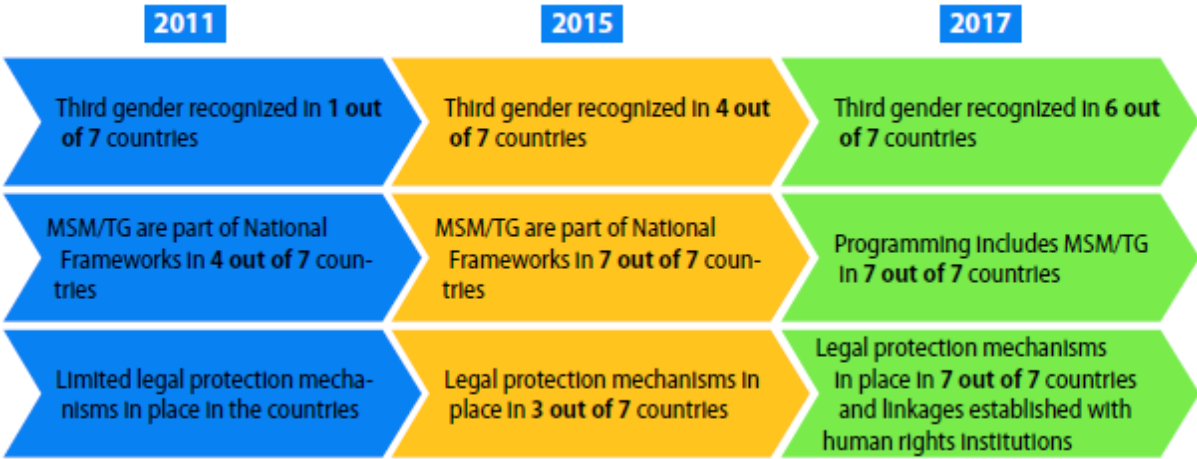 2011
2015
2017
Third gender recognized in 1 out
of 7 countries
Third gender recognized in 4 out
of 7 countries
Third gender recognized in 6 out
of 7 countries
MSM/TG are part of National
Frameworks in 4 out of 7 coun-
tries
MSM/TG are part of National
Frameworks in 7 out of 7 coun-
tries
Programming includes MSM/TG
in 7 out of 7 countries
Limited legal protection mecha-
nisms in place in the countries
Legal protection mechanisms in
place in 3 out of 7 countries
Legal protection mechanisms
in place in 7 out of 7 countries
and linkages established with
human rights institutions